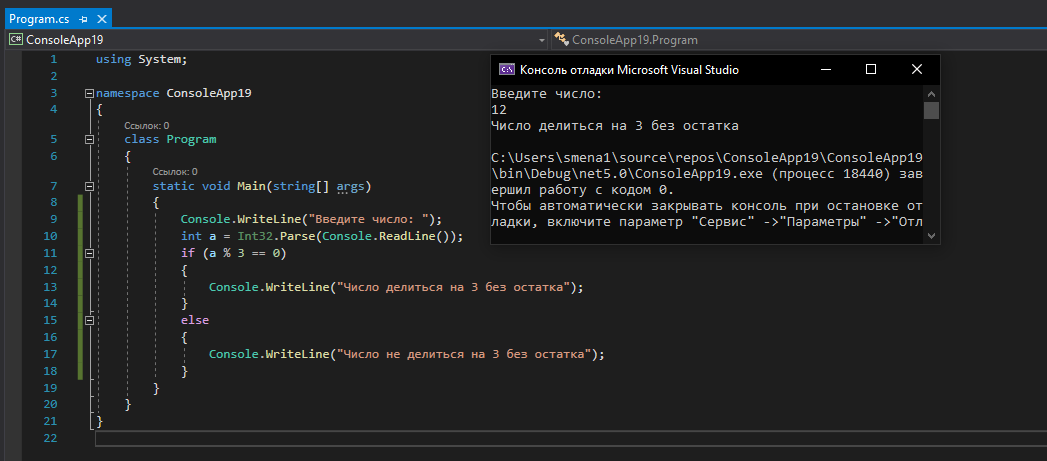 Program.cs
ConsoleApp19
ConsoleApp19.Program
1 using System;
2
3 namespace ConsoleApp19
4 {
Ссылок: 0
5 class Program
6 {
Ссылок: 0
7 static void Main(string[] args)
8 {
9 Console.WriteLine("Введите число: ");
10 int a = Int32.Parse(Console.ReadLine());
11 if (a % 3 == 0)
12 {
13 Console.WriteLine("Число делиться на 3 без остатка");
14 }
15 else
16 {
17 Console.WriteLine("Число не делиться на 3 без остатка");
18 }
19 }
20 }
21 }
22
Консоль отладки Microsoft Visual Studio
Введите число:
12
Число делиться на 3 без остатка
C:\Users\smena1\source\repos\ConsoleApp19\ConsoleApp19
\bin\Debug\net5.0\ConsoleApp19.exe (процесс 18440) зав
ершил работу с кодом 0.
Чтобы автоматически закрывать консоль при остановке от
ладки, включите параметр "Сервис" ->"Параметры" ->"Отл